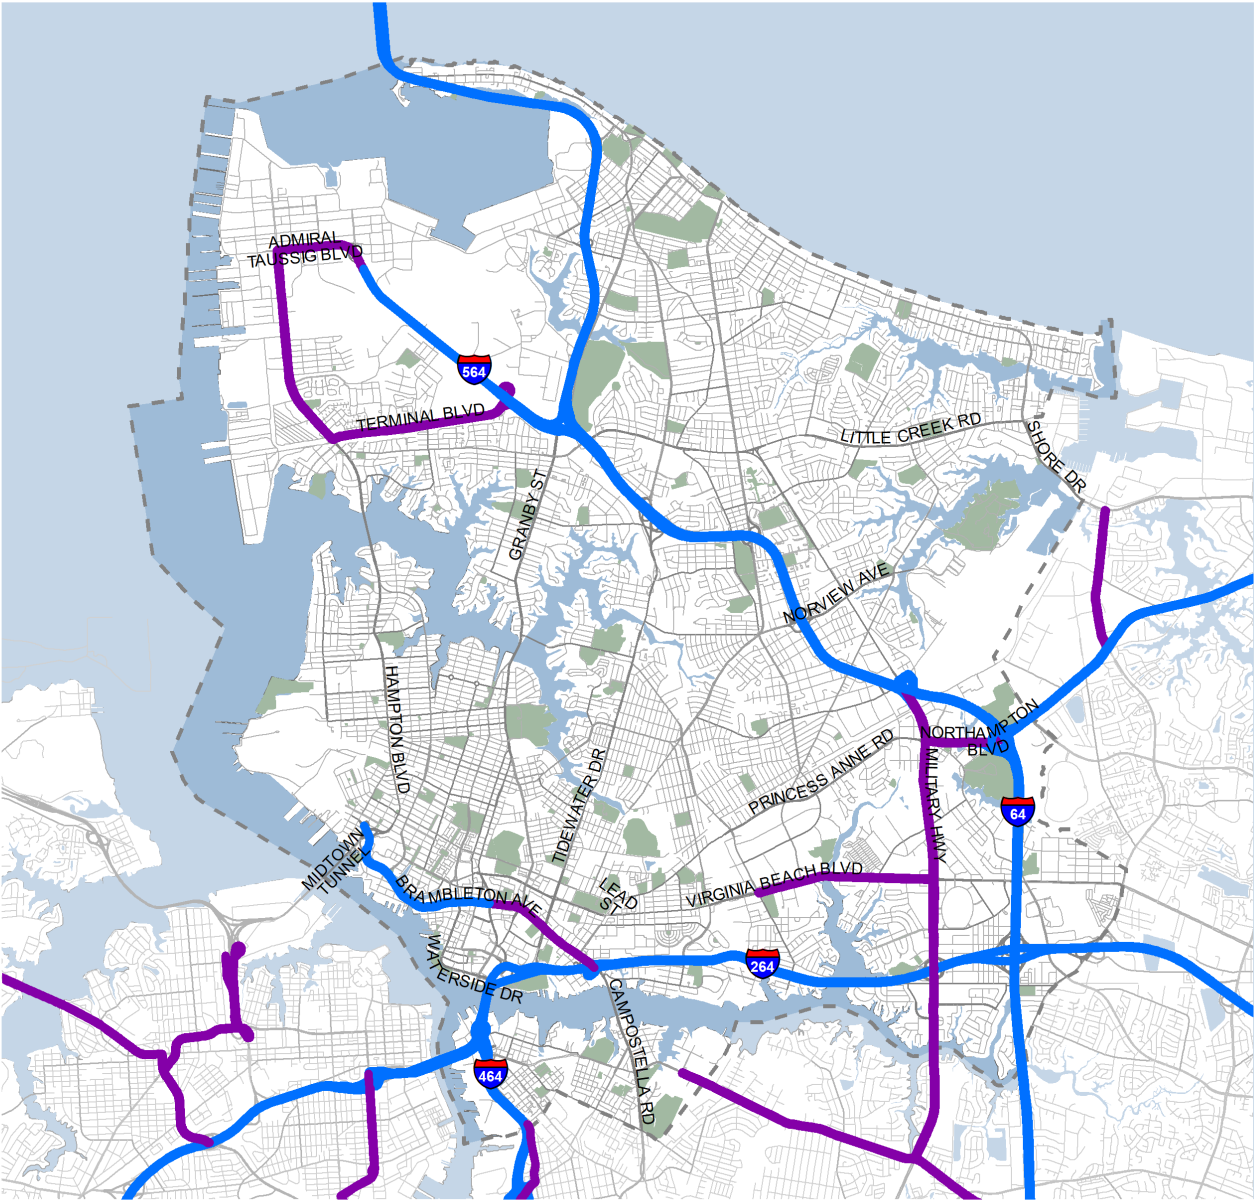 ADMIRAL
TAUSSIG BLVD
564
TERMINAL BLVD
LITTLE CREEK RD
SHORE DR
GRANBY ST
NORVIEW AVE
HAMPTON BLVD
NORTHAMPTON
BLVD
PRINCESS ANNE RD
MILITARY HWY
64
TIDEWATER DR
MIDTOWN
TUNNEL
BRAMBLETON AVE
LEAD
ST
VIRGINIA BEACH BLVD
WATERSIDE DR
264
CAMPOSTELLA RD
464